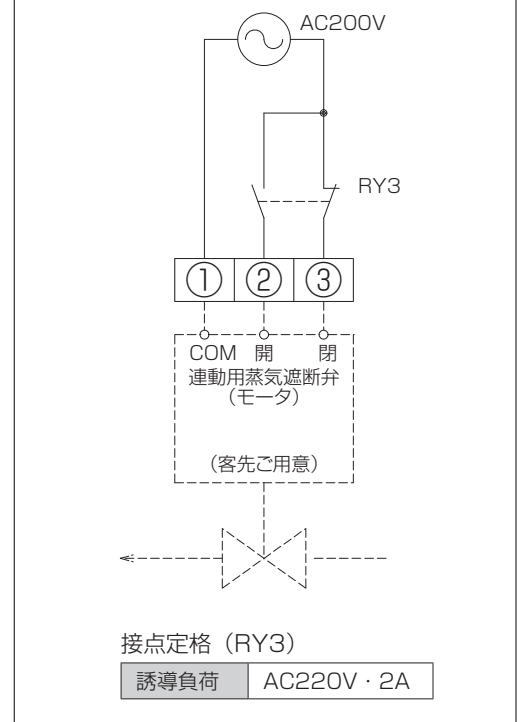 AC200V
RY3
① ② ③
COM 開 閉
連動用蒸気遮断弁
（モータ）
（客先ご用意）
接点定格（RY3）
誘導負荷 AC220V・2A